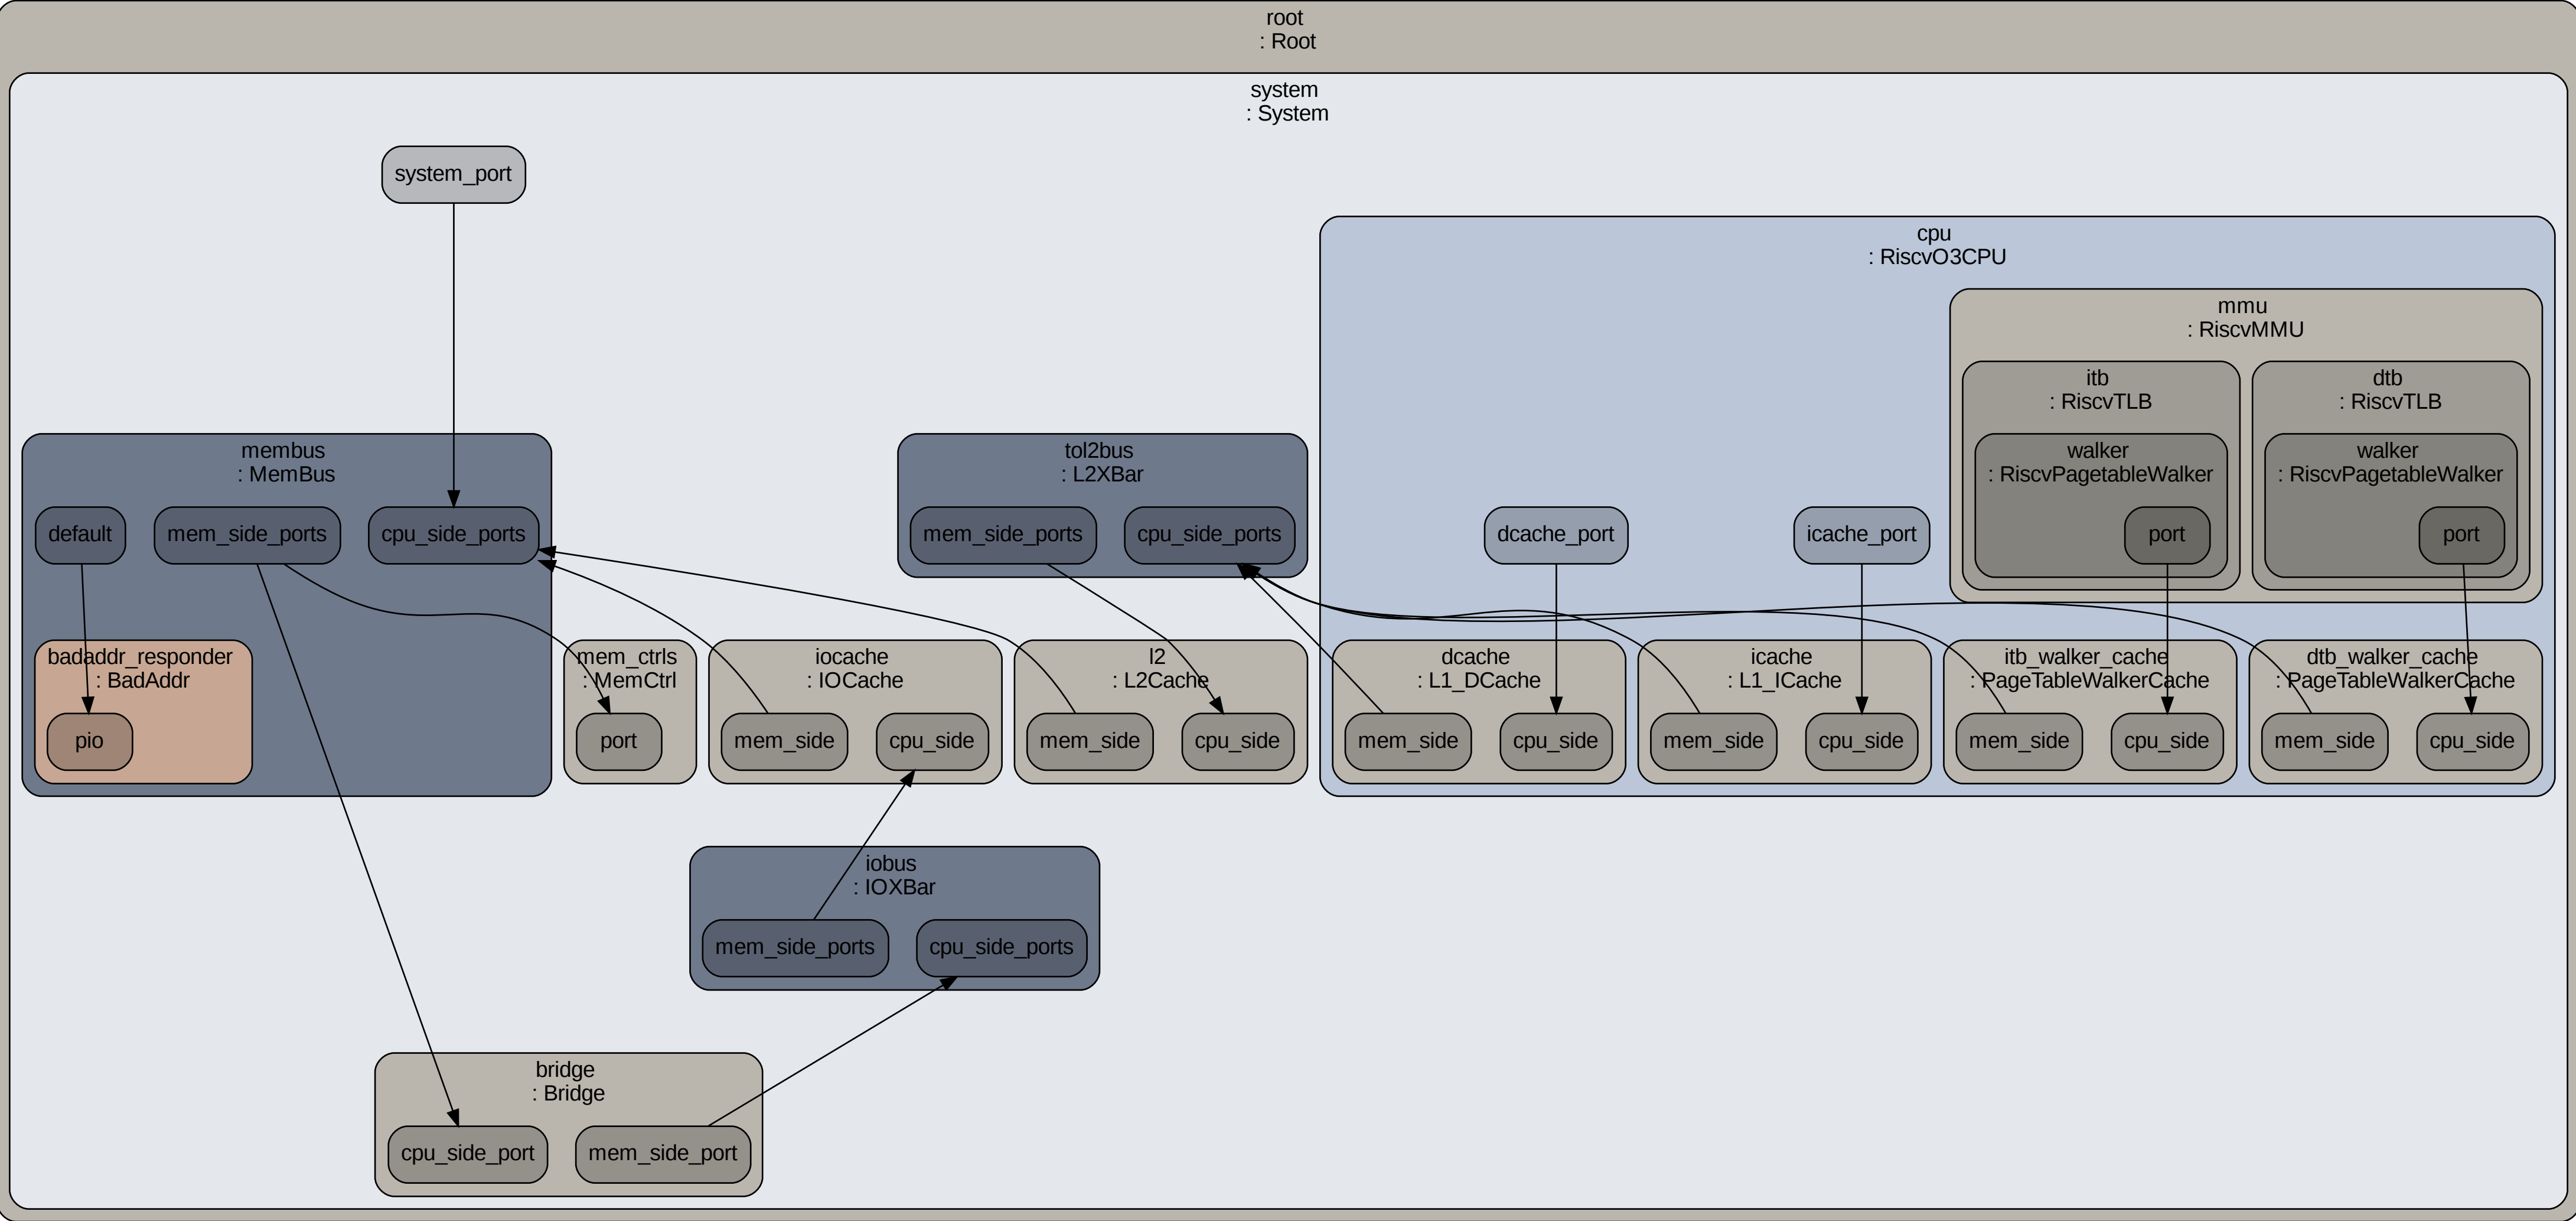 root
: Root
system
: System
system_port
cpu
: RiscvO3CPU
mmu
: RiscvMMU
itb
: RiscvTLB
dtb
: RiscvTLB
membus
: MemBus
tol2bus
: L2XBar
walker
: RiscvPagetableWalker
walker
: RiscvPagetableWalker
default
mem_side_ports
cpu_side_ports
mem_side_ports
cpu_side_ports
dcache_port
icache_port
port
port
badaddr_responder
: BadAddr
mem_ctrls
: MemCtrl
iocache
: IOCache
l2
: L2Cache
dcache
: L1_DCache
icache
: L1_ICache
itb_walker_cache
: PageTableWalkerCache
dtb_walker_cache
: PageTableWalkerCache
pio
port
mem_side
cpu_side
mem_side
cpu_side
mem_side
cpu_side
mem_side
cpu_side
mem_side
cpu_side
mem_side
cpu_side
iobus
: IOXBar
mem_side_ports
cpu_side_ports
bridge
: Bridge
cpu_side_port
mem_side_port